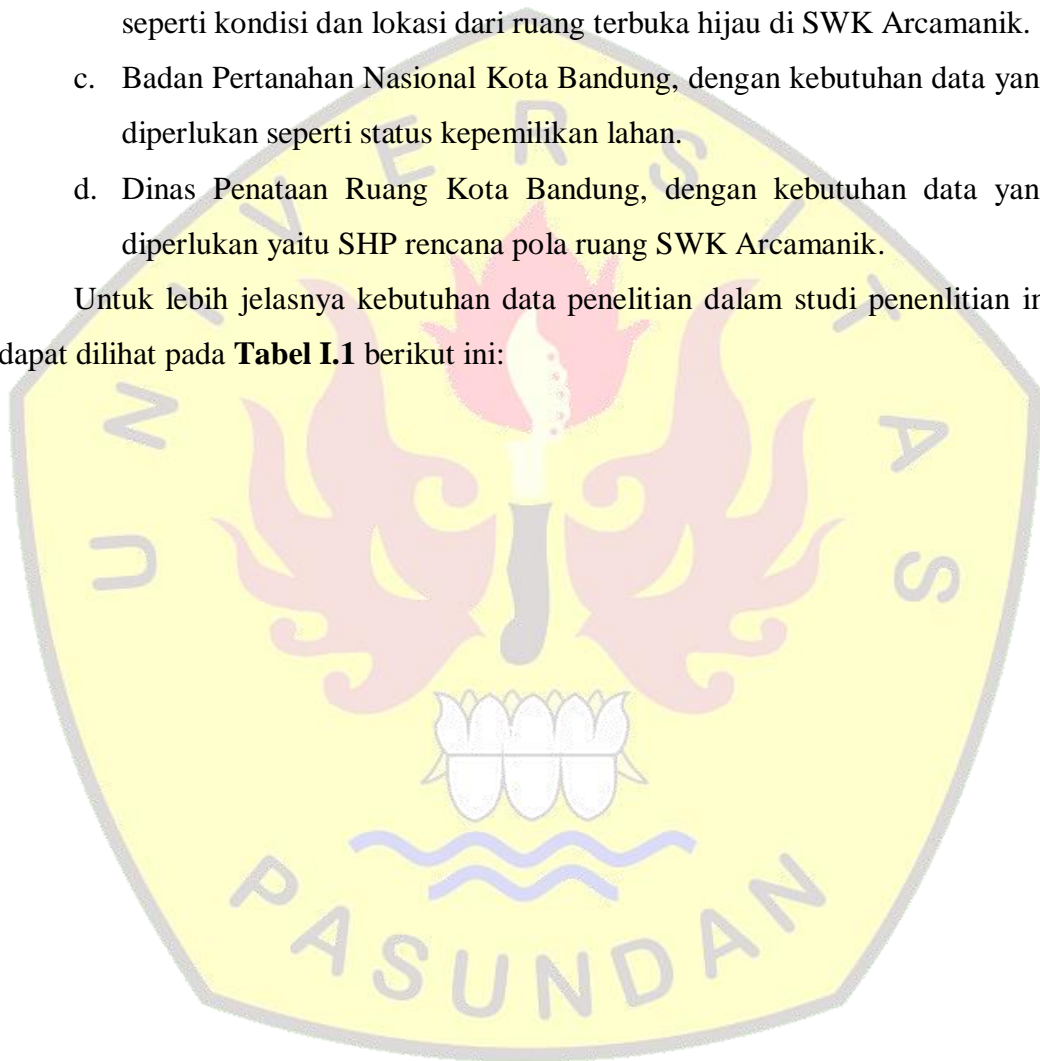 seperti kondisi dan lokasi dari ruang terbuka hijau di SWK Arcamanik.
c. Badan Pertanahan Nasional Kota Bandung, dengan kebutuhan data yan
diperlukan seperti status kepemilikan lahan.
d. Dinas Penataan Ruang Kota Bandung, dengan kebutuhan data yan
diperlukan yaitu SHP rencana pola ruang SWK Arcamanik.
Untuk lebih jelasnya kebutuhan data penelitian dalam studi penenlitian in
dapat dilihat pada Tabel I.1 berikut ini:
UNIVERSITAS
PASUNDAN